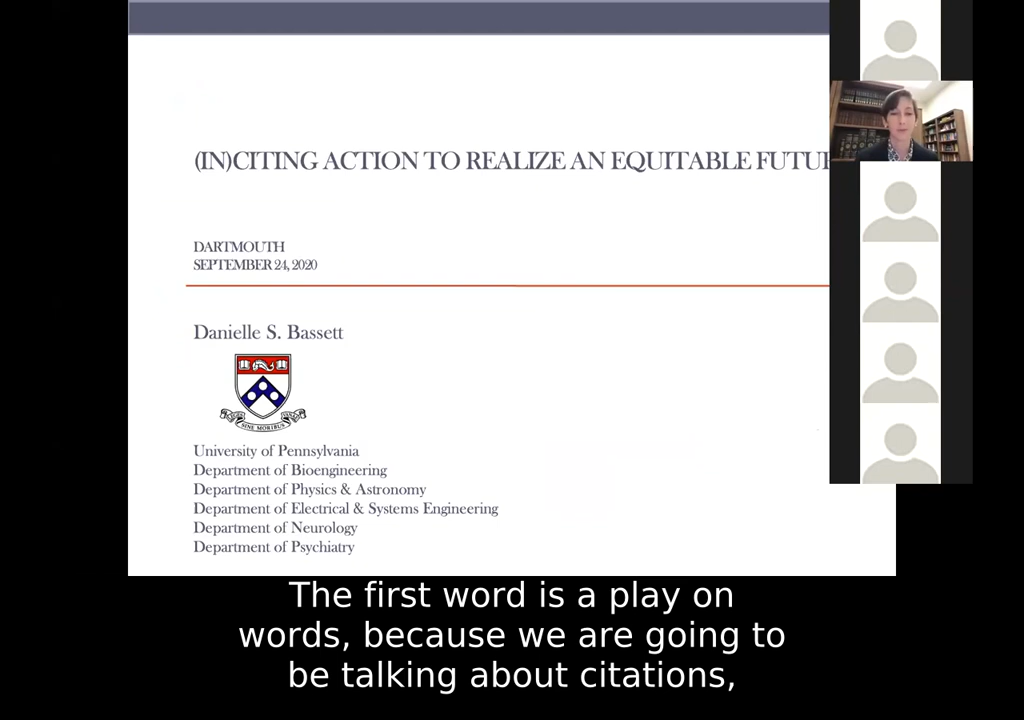 (IN)CITING ACTION TO REALIZE AN EQUITABLE
DARTMOUTH
SEPTEMBER 24, 2020
Danielle S. Bassett
SINE MORIBUS
University of Pennsylvania
Department of Bioengineering
Department of Physics & Astronomy
Department of Electrical & Systems Engineering
Department of Neurology
Department of Psychiatry
The first word is a play on
words, because we are going to
be talking about citations,